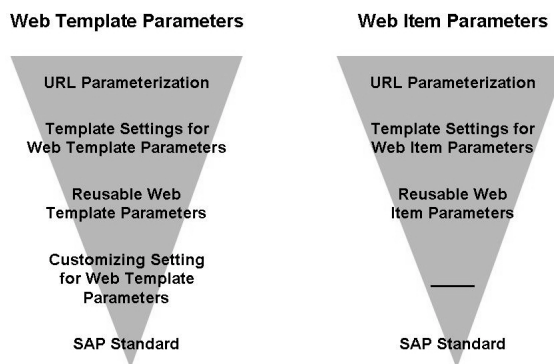 Web Template Parameters
URL Parameterization
Template Settings for
Web Template Parameters
Reusable Web
Template Parameters
Customizing Setting
for Web Template
Parameters
SAP Standard
Web Item Parameters
URL Parameterization
Template Settings for
Web Item Parameters
Reusable Web
Item Parameters
SAP Standard